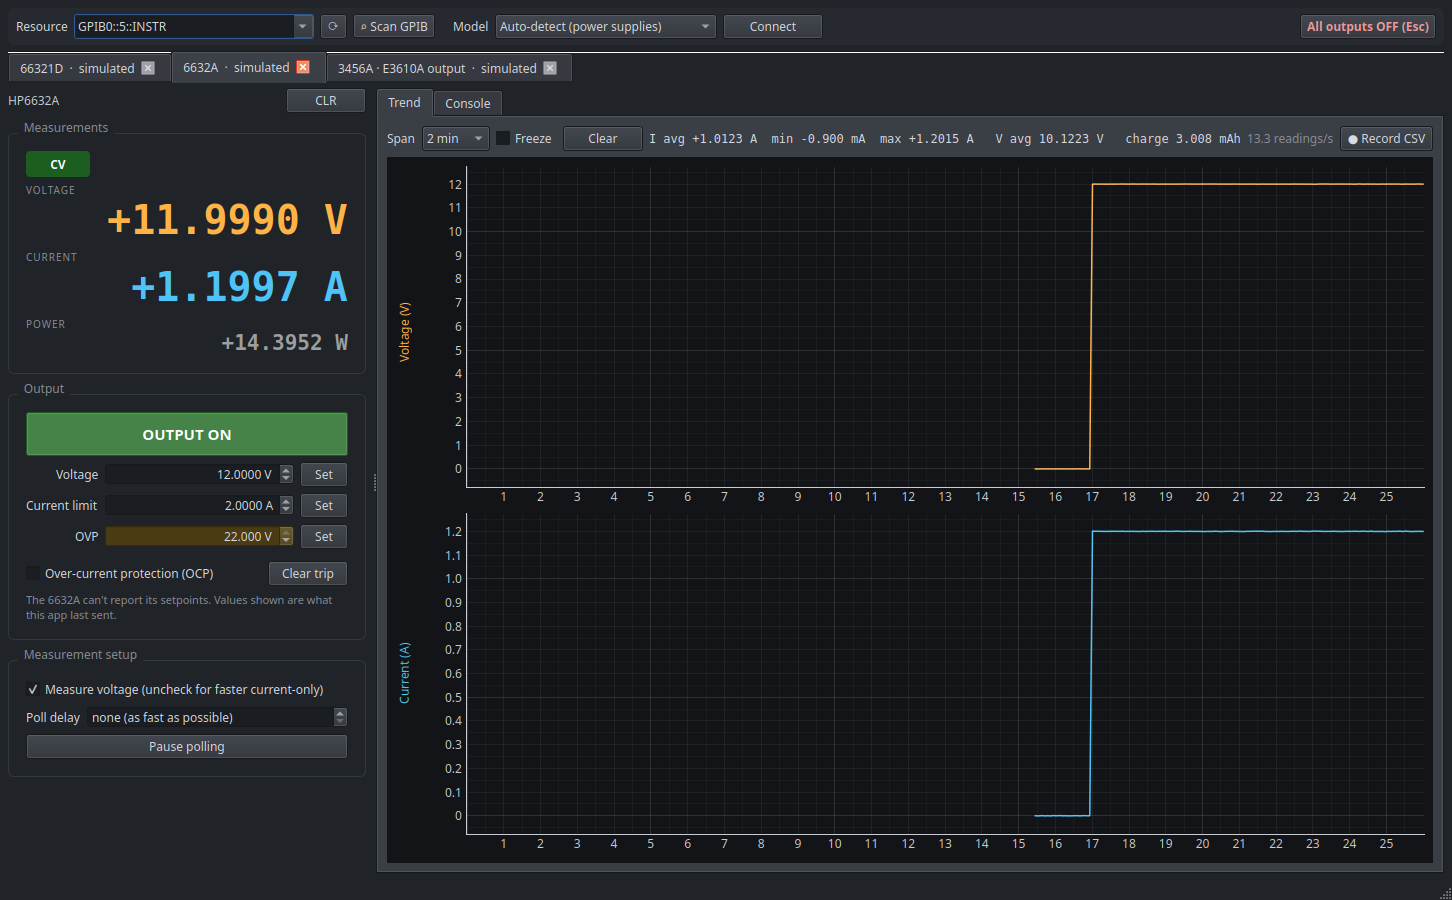 Resource GPIB0::5::INSTR ⟳ Scan GPIB Model Auto-detect (power supplies) Connect All outputs OFF (Esc)
66321D · simulated 6632A · simulated 3456A · E3610A output · simulated
HP6632A CLR
Trend Console
Measurements
Span 2 min Freeze Clear I avg +1.0123 A min -0.900 mA max +1.2015 A V avg 10.1223 V charge 3.008 mAh 13.3 readings/s ● Record CSV
CV
VOLTAGE
+11.9990 V
CURRENT
+1.1997 A
POWER
+14.3952 W
Output
OUTPUT ON
Voltage 12.0000 V Set
Current limit 2.0000 A Set
OVP 22.000 V Set
Over-current protection (OCP) Clear trip
The 6632A can't report its setpoints. Values shown are what
this app last sent.
Measurement setup
✓ Measure voltage (uncheck for faster current-only)
Poll delay none (as fast as possible)
Pause polling
Voltage (V)
12
11
10
9
8
7
6
5
4
3
2
1
0
1 2 3 4 5 6 7 8 9 10 11 12 13 14 15 16 17 18 19 20 21 22 23 24 25
Current (A)
1.2
1.1
1.0
0.9
0.8
0.7
0.6
0.5
0.4
0.3
0.2
0.1
0
1 2 3 4 5 6 7 8 9 10 11 12 13 14 15 16 17 18 19 20 21 22 23 24 25